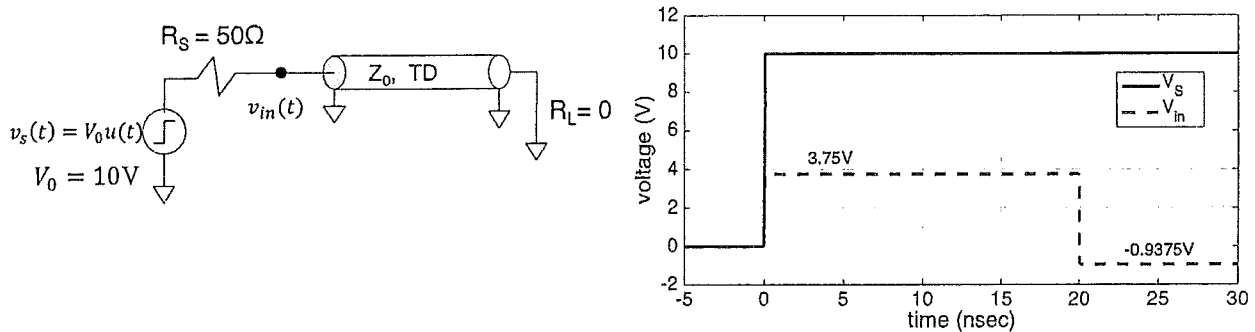 R_S = 50Ω
Z_0, TD
v_in(t)
R_L = 0
v_s(t) = V_0u(t)
V_0 = 10V
voltage (V)
12
10
8
6
4
2
0
-2
V_S
V_in
3.75V
-0.9375V
-5
0
5
10
15
20
25
30
time (nsec)